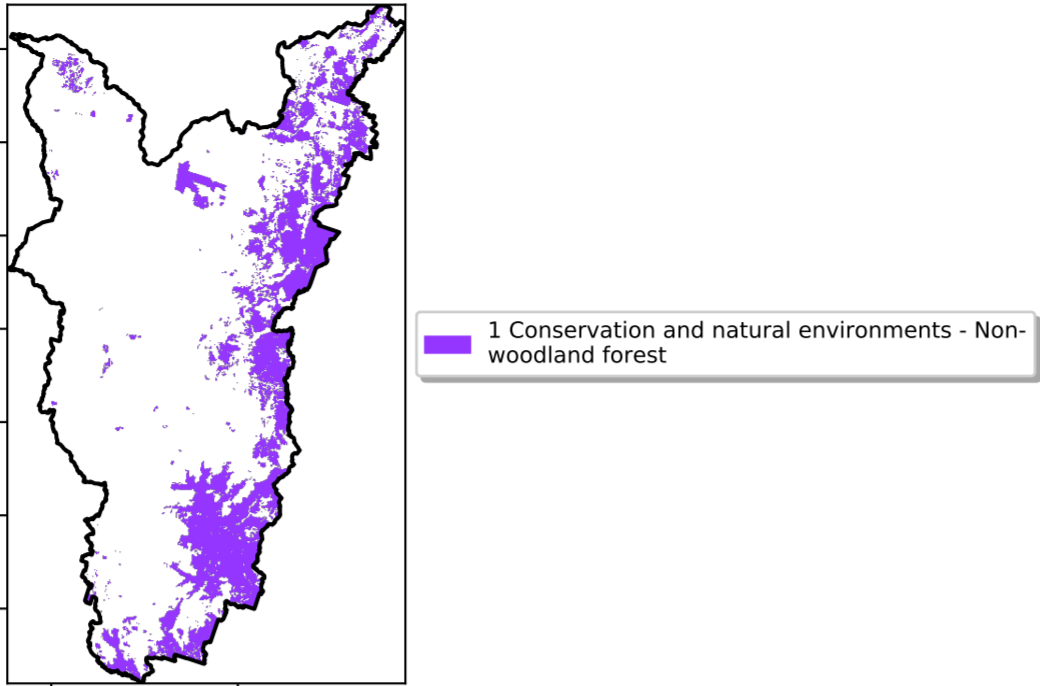 1 Conservation and natural environments - Non-
woodland forest